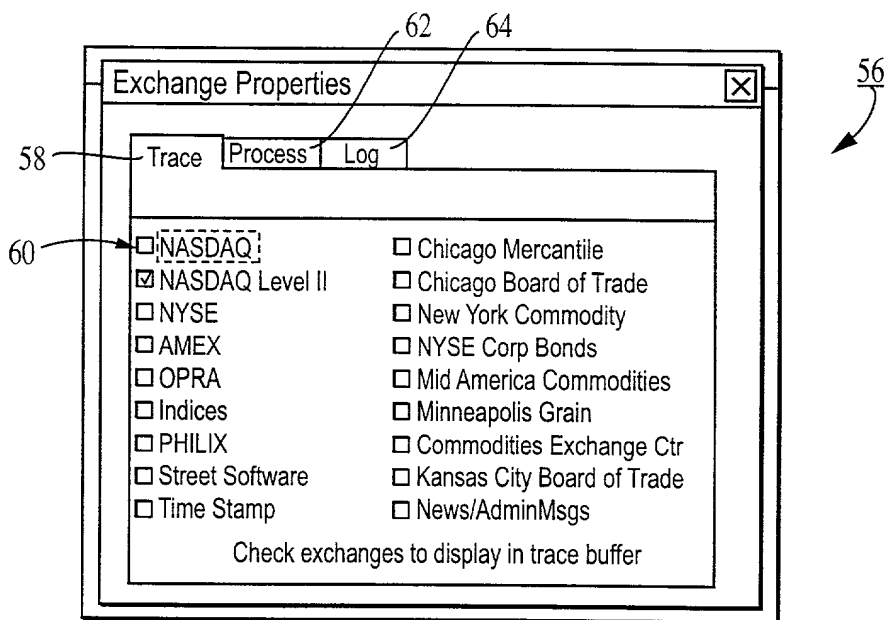 62
64
56
Exchange Properties
58
Trace
Process
Log
60
NASDAQ
NASDAQ Level II
NYSE
AMEX
OPRA
Indices
PHILIX
Street Software
Time Stamp
Chicago Mercantile
Chicago Board of Trade
New York Commodity
NYSE Corp Bonds
Mid America Commodities
Minneapolis Grain
Commodities Exchange Ctr
Kansas City Board of Trade
News/AdminMsgs
Check exchanges to display in trace buffer